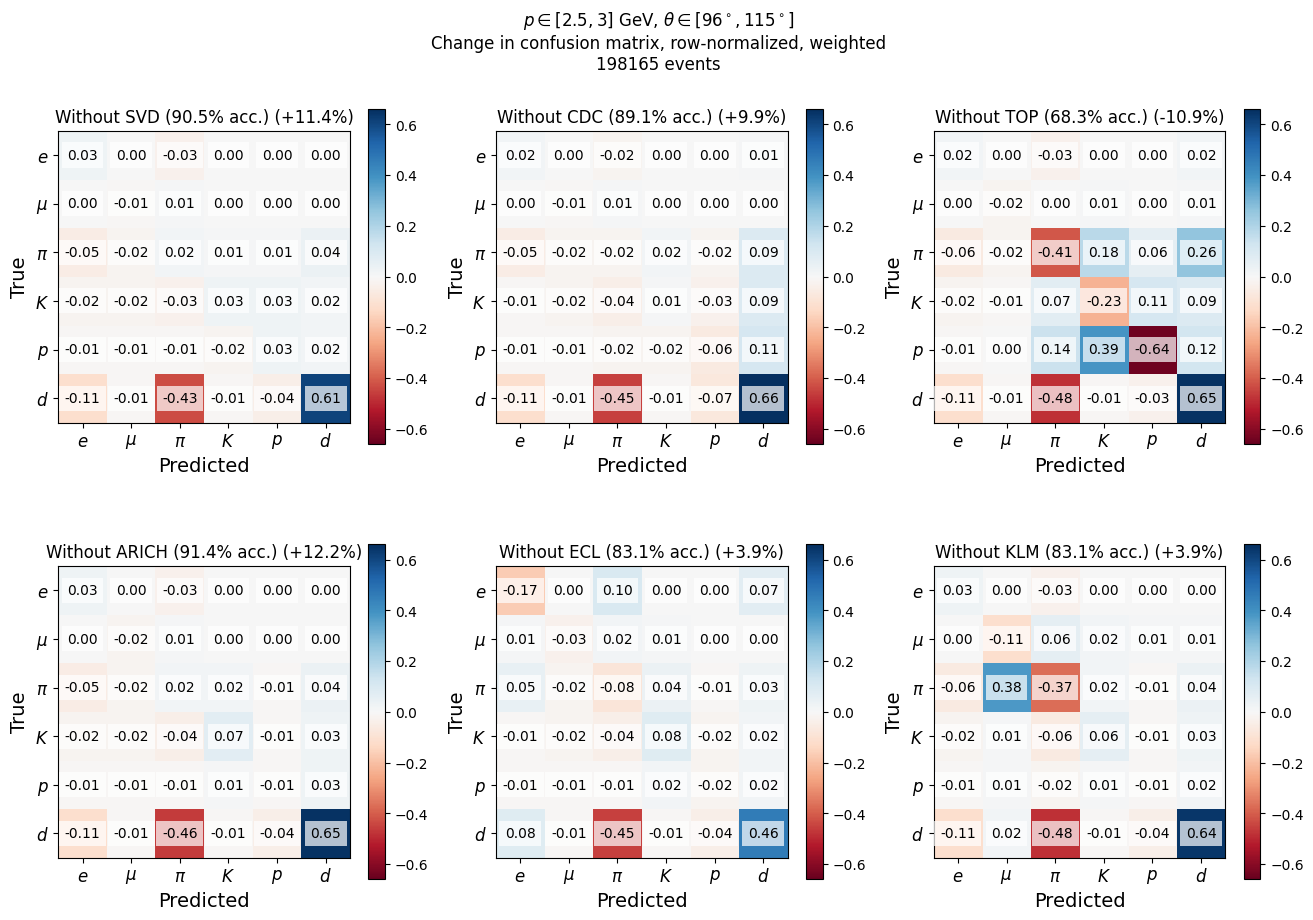 p ∈ [2.5, 3] GeV, θ ∈ [96°, 115°]
Change in confusion matrix, row-normalized, weighted
198165 events
Without SVD (90.5% acc.) (+11.4%)
True
e 0.03 0.00 -0.03 0.00 0.00 0.00
μ 0.00 -0.01 0.01 0.00 0.00 0.00
π -0.05 -0.02 0.02 0.01 0.01 0.04
K -0.02 -0.02 -0.03 0.03 0.03 0.02
p -0.01 -0.01 -0.01 -0.02 0.03 0.02
d -0.11 -0.01 -0.43 -0.01 -0.04 0.61
e μ π K p d
Predicted
0.6
0.4
0.2
0.0
−0.2
−0.4
−0.6
Without CDC (89.1% acc.) (+9.9%)
True
e 0.02 0.00 -0.02 0.00 0.00 0.01
μ 0.00 -0.01 0.01 0.00 0.00 0.00
π -0.05 -0.02 -0.02 0.02 -0.02 0.09
K -0.01 -0.02 -0.04 0.01 -0.03 0.09
p -0.01 -0.01 -0.02 -0.02 -0.06 0.11
d -0.11 -0.01 -0.45 -0.01 -0.07 0.66
e μ π K p d
Predicted
0.6
0.4
0.2
0.0
−0.2
−0.4
−0.6
Without TOP (68.3% acc.) (-10.9%)
True
e 0.02 0.00 -0.03 0.00 0.00 0.02
μ 0.00 -0.02 0.00 0.01 0.00 0.01
π -0.06 -0.02 -0.41 0.18 0.06 0.26
K -0.02 -0.01 0.07 -0.23 0.11 0.09
p -0.01 0.00 0.14 0.39 -0.64 0.12
d -0.11 -0.01 -0.48 -0.01 -0.03 0.65
e μ π K p d
Predicted
0.6
0.4
0.2
0.0
−0.2
−0.4
−0.6
Without ARICH (91.4% acc.) (+12.2%)
True
e 0.03 0.00 -0.03 0.00 0.00 0.00
μ 0.00 -0.02 0.01 0.00 0.00 0.00
π -0.05 -0.02 0.02 0.02 -0.01 0.04
K -0.02 -0.02 -0.04 0.07 -0.01 0.03
p -0.01 -0.01 -0.01 -0.01 -0.01 0.03
d -0.11 -0.01 -0.46 -0.01 -0.04 0.65
e μ π K p d
Predicted
0.6
0.4
0.2
0.0
−0.2
−0.4
−0.6
Without ECL (83.1% acc.) (+3.9%)
True
e -0.17 0.00 0.10 0.00 0.00 0.07
μ 0.01 -0.03 0.02 0.01 0.00 0.00
π 0.05 -0.02 -0.08 0.04 -0.01 0.03
K -0.01 -0.02 -0.04 0.08 -0.02 0.02
p -0.01 -0.01 -0.01 0.02 -0.02 0.02
d 0.08 -0.01 -0.45 -0.01 -0.04 0.46
e μ π K p d
Predicted
0.6
0.4
0.2
0.0
−0.2
−0.4
−0.6
Without KLM (83.1% acc.) (+3.9%)
True
e 0.03 0.00 -0.03 0.00 0.00 0.00
μ 0.00 -0.11 0.06 0.02 0.01 0.01
π -0.06 0.38 -0.37 0.02 -0.01 0.04
K -0.02 0.01 -0.06 0.06 -0.01 0.03
p -0.01 0.01 -0.02 -0.01 0.01 0.02
d -0.11 0.02 -0.48 -0.01 -0.04 0.64
e μ π K p d
Predicted
0.6
0.4
0.2
0.0
−0.2
−0.4
−0.6